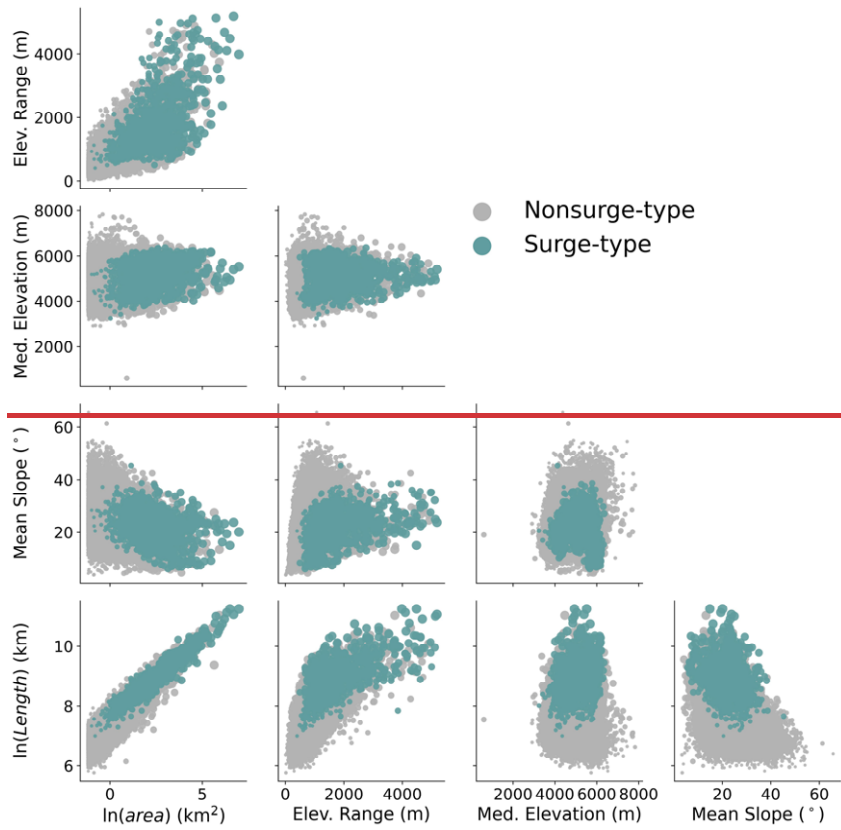 Elev. Range (m)
4000
2000
0
Med. Elevation (m)
8000
6000
4000
2000
Nonsurge-type
Surge-type
Mean Slope (°)
60
40
20
ln(Length) (km)
10
8
6
0
5
0
2000
4000
2000
4000
6000
8000
0
20
40
60
ln(area) (km²)
Elev. Range (m)
Med. Elevation (m)
Mean Slope (°)